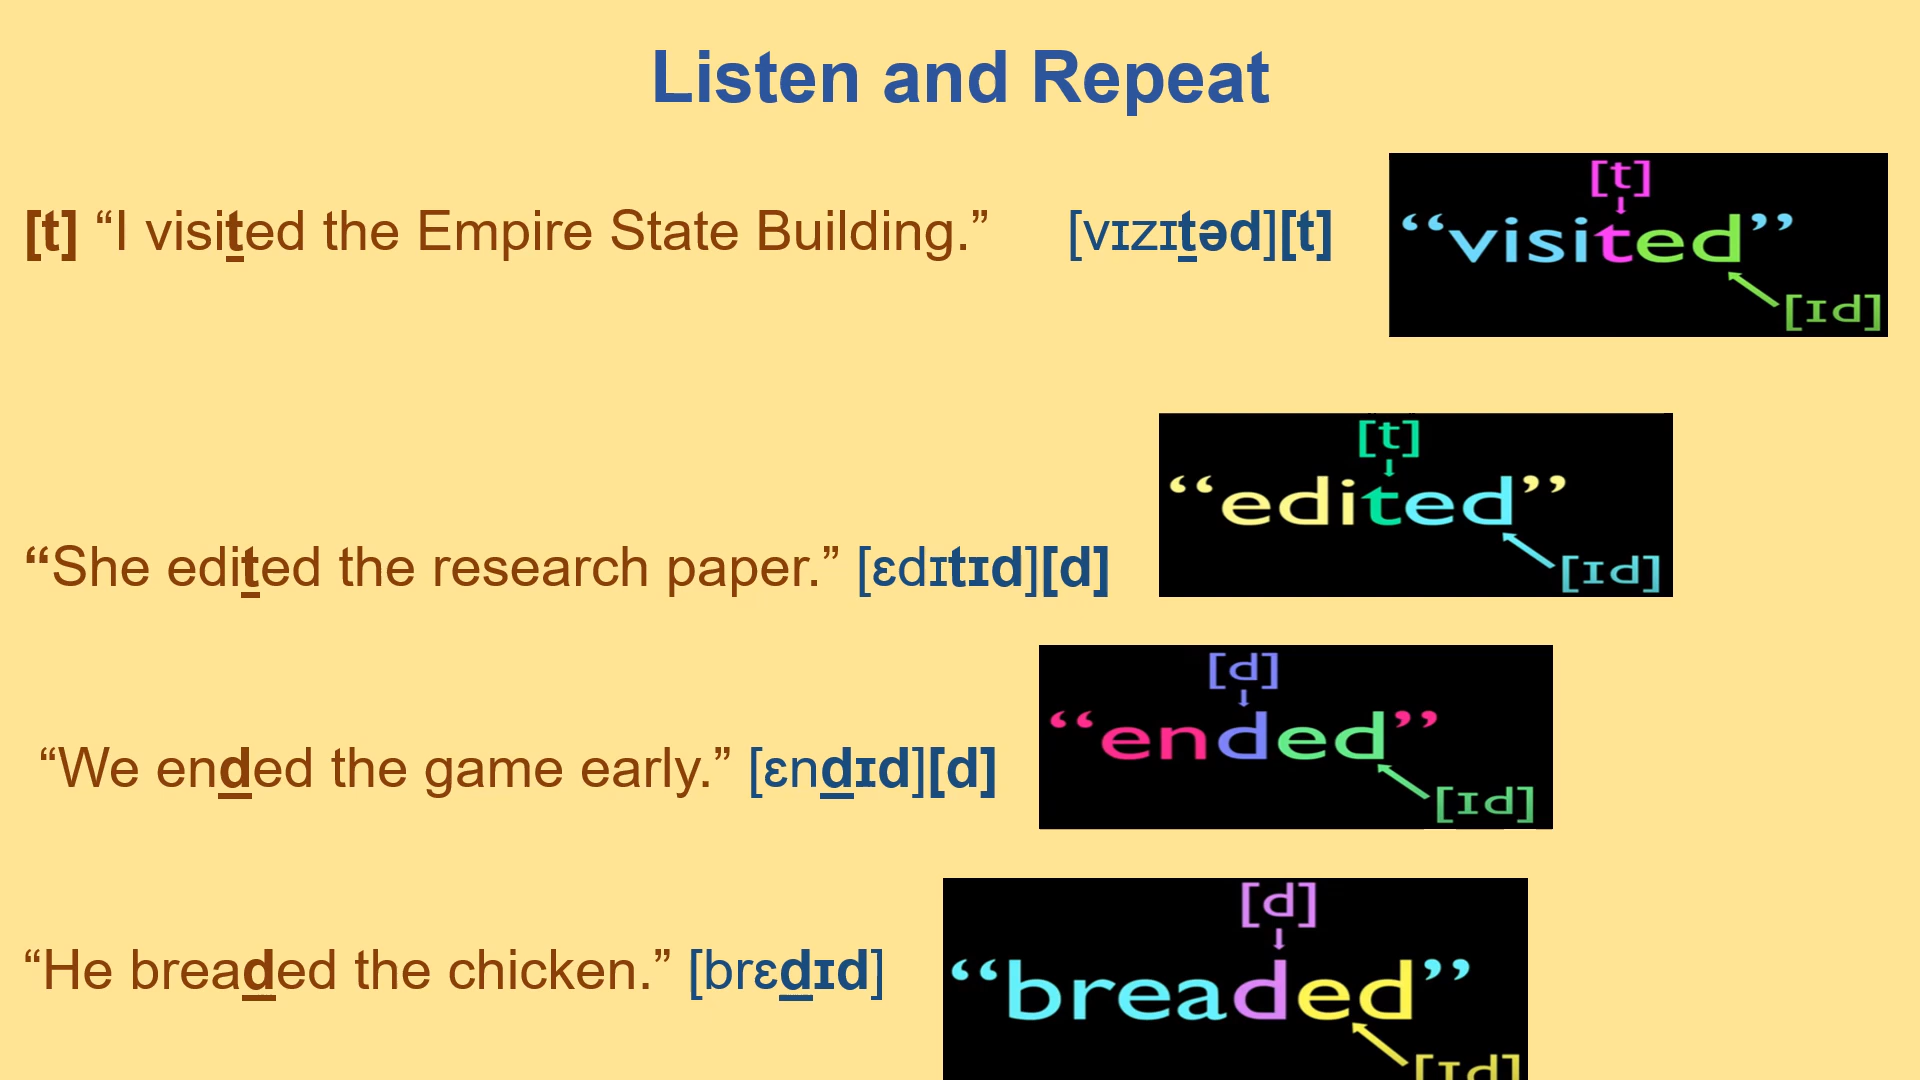 Listen and Repeat
[t] “I visited the Empire State Building.” [vɪzɪtəd][t]
[t]
“visited”
[ɪd]
[t]
“edited”
[ɪd]
“She edited the research paper.” [ɛdɪtɪd][d]
[d]
“ended”
[ɪd]
“We ended the game early.” [ɛndɪd][d]
[d]
“breaded”
[ɪd]
“He breaded the chicken.” [brɛdɪd]